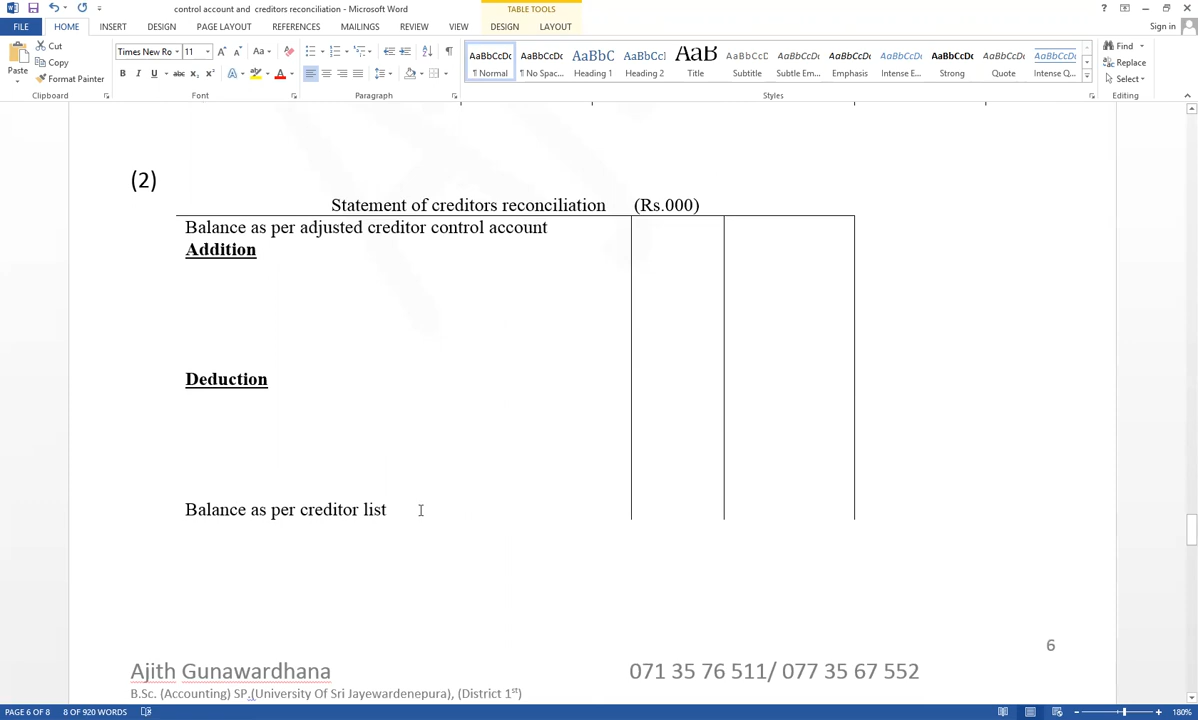 control account and  creditors reconciliation - Microsoft Word
TABLE TOOLS
? 
FILE HOME INSERT DESIGN PAGE LAYOUT REFERENCES MAILINGS REVIEW VIEW DESIGN LAYOUT Sign in
Paste
Cut
Copy
Format Painter
Clipboard
Times New Ro 11
Font
Paragraph
AaBbCcDc ¶ Normal
AaBbCcDc ¶ No Spac...
AaBbC Heading 1
AaBbCcI Heading 2
AaB Title
AaBbCcC Subtitle
AaBbCcDc Subtle Em...
AaBbCcDc Emphasis
AaBbCcDc Intense E...
AaBbCcDc Strong
AaBbCcDc Quote
AaBbCcDc Intense Q...
Styles
Find
Replace
Select
Editing
(2)
Statement of creditors reconciliation (Rs.000)
Balance as per adjusted creditor control account
Addition
Deduction
Balance as per creditor list
6
Ajith Gunawardhana 071 35 76 511/ 077 35 67 552
B.Sc. (Accounting) SP.(University Of Sri Jayewardenepura), (District 1st)
PAGE 6 OF 8 8 OF 920 WORDS 180%